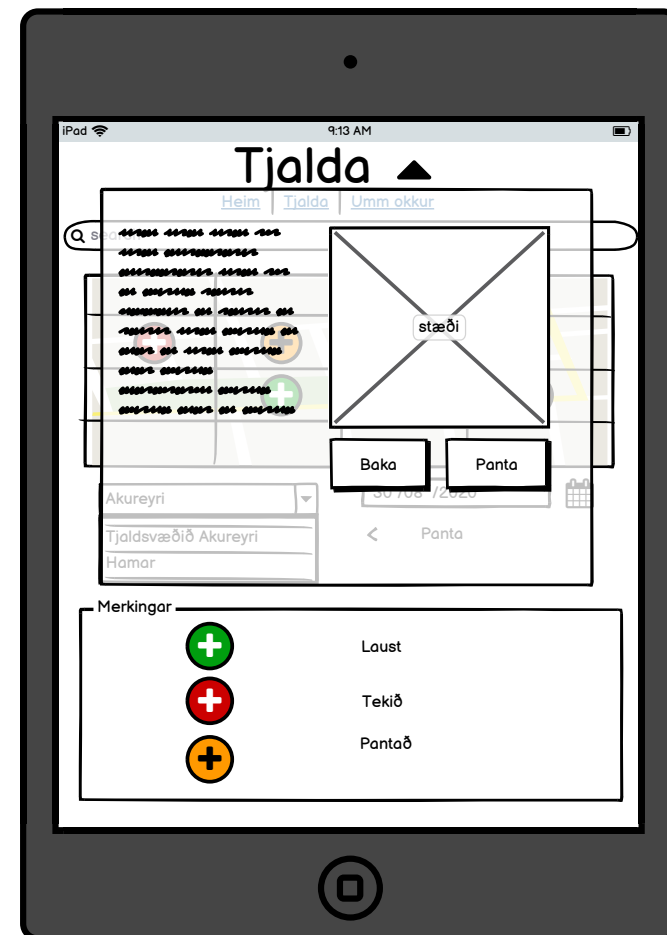 iPad 9:13 AM
Tjalda
Heim Tjalda Umm okkur
search
stæði
Baka Panta
Akureyri 30 /08 /2020
Tjaldsvæðið Akureyri < Panta
Hamar
Merkingar
Laust
Tekið
Pantað